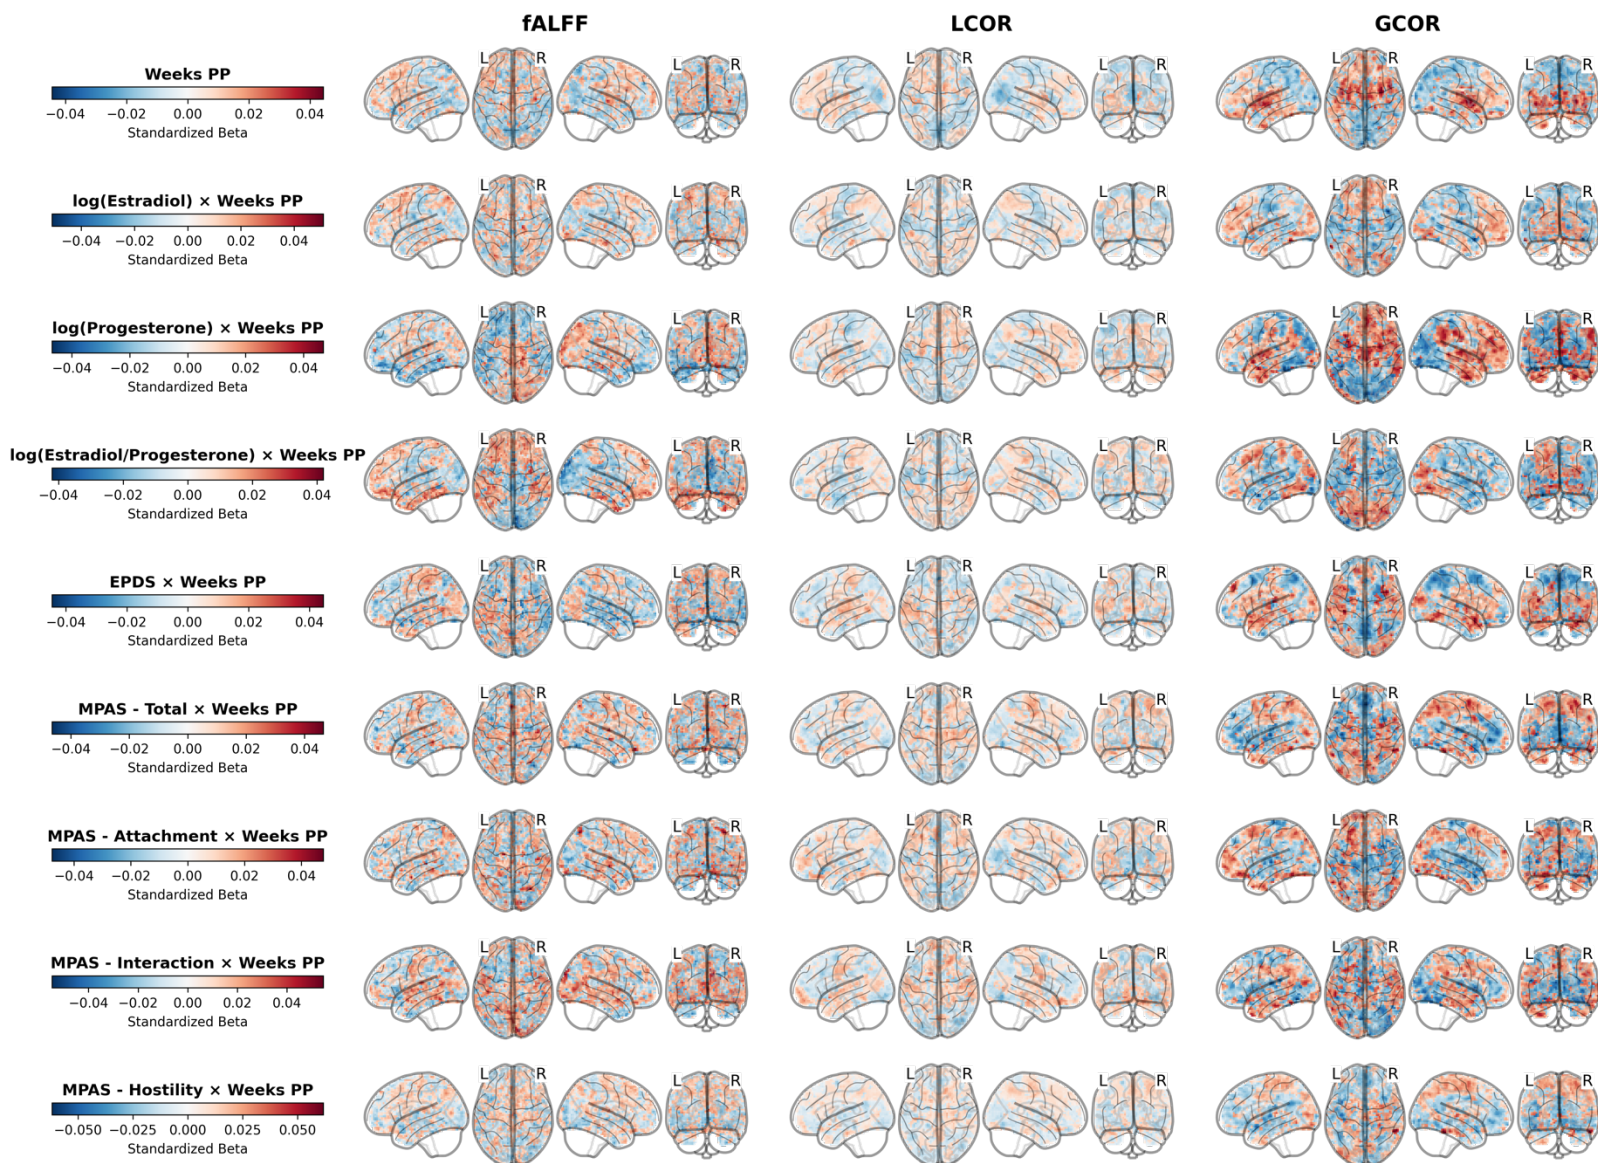 fALFF LCOR GCOR
Weeks PP
L R L R L R L R L R L R
−0.04 −0.02 0.00 0.02 0.04
Standardized Beta
log(Estradiol) × Weeks PP
L R L R L R L R L R L R
−0.04 −0.02 0.00 0.02 0.04
Standardized Beta
log(Progesterone) × Weeks PP
L R L R L R L R L R L R
−0.04 −0.02 0.00 0.02 0.04
Standardized Beta
log(Estradiol/Progesterone) × Weeks PP
L R L R L R L R L R L R
−0.04 −0.02 0.00 0.02 0.04
Standardized Beta
EPDS × Weeks PP
L R L R L R L R L R L R
−0.04 −0.02 0.00 0.02 0.04
Standardized Beta
MPAS - Total × Weeks PP
L R L R L R L R L R L R
−0.04 −0.02 0.00 0.02 0.04
Standardized Beta
MPAS - Attachment × Weeks PP
L R L R L R L R L R L R
−0.04 −0.02 0.00 0.02 0.04
Standardized Beta
MPAS - Interaction × Weeks PP
L R L R L R L R L R L R
−0.04 −0.02 0.00 0.02 0.04
Standardized Beta
MPAS - Hostility × Weeks PP
L R L R L R L R L R L R
−0.050 −0.025 0.000 0.025 0.050
Standardized Beta